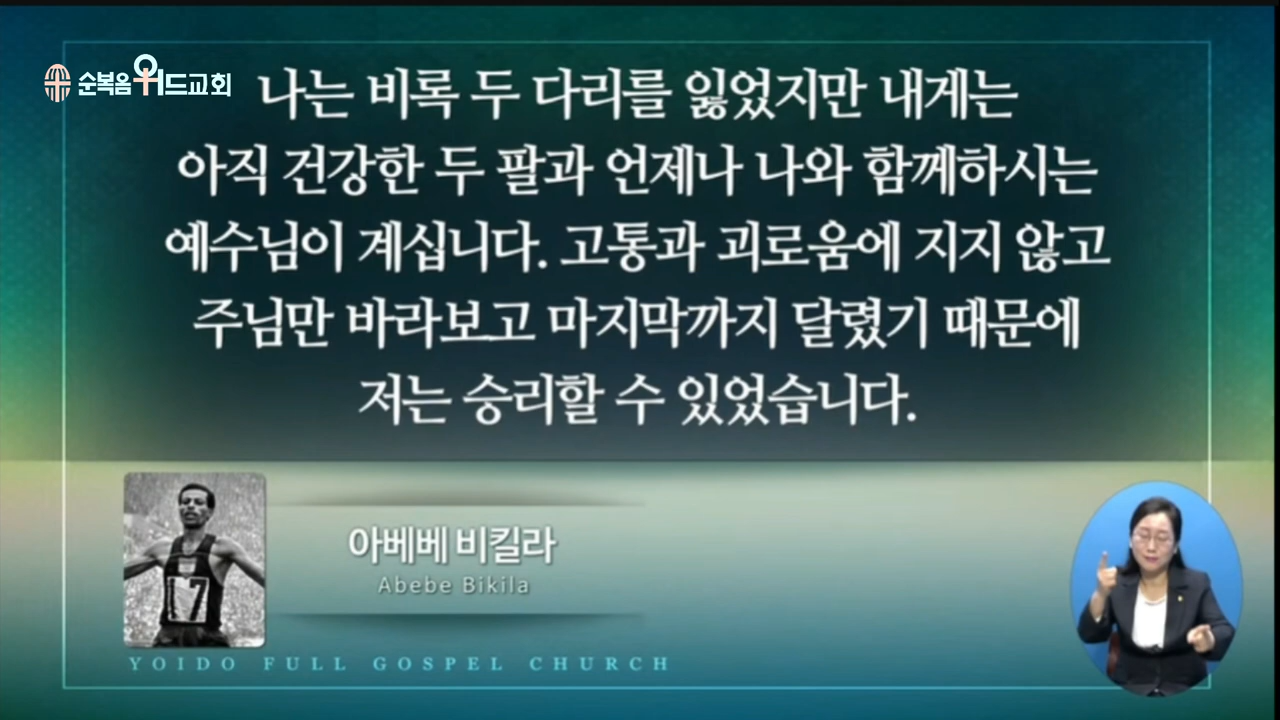 순복음워드교회
나는 비록 두 다리를 잃었지만 내게는
아직 건강한 두 팔과 언제나 나와 함께하시는
예수님이 계십니다. 고통과 괴로움에 지지 않고
주님만 바라보고 마지막까지 달렸기 때문에
저는 승리할 수 있었습니다.
17
아베베 비킬라
Abebe Bikila
YOIDO FULL GOSPEL CHURCH